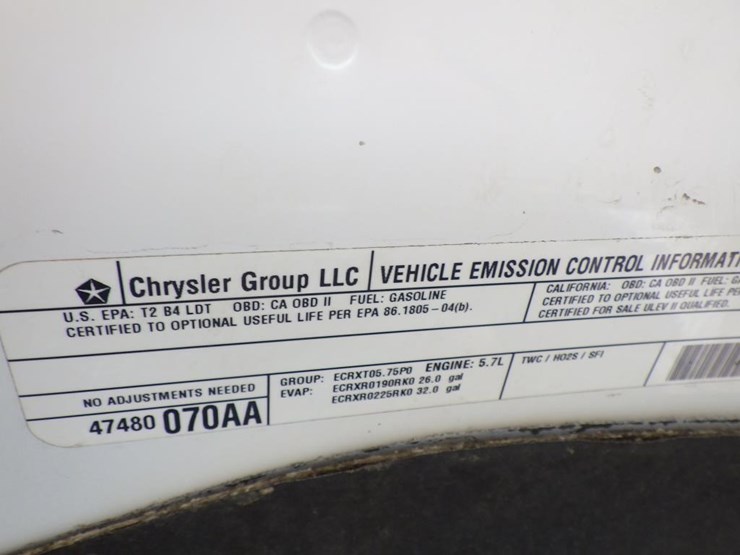 Chrysler Group LLC VEHICLE EMISSION CONTROL
U.S. EPA: T2 B4 LDT OBD: CA OBD II FUEL: GASOLINE
CERTIFIED TO OPTIONAL USEFUL LIFE PER EPA 86.1805-04(b).
CALIFORNIA: OBD: CA OBD II FUEL:
CERTIFIED TO OPTIONAL USEFUL LIFE
CERTIFIED FOR SALE ULEV II QUALIFIED.
NO ADJUSTMENTS NEEDED
47480 070AA
GROUP: ECRXT05.75P0 ENGINE: 5.7L
EVAP: ECRXR0190RK0 26.0 gal
ECRXR0225RK0 32.0 gal
TWC / HO2S / SFI